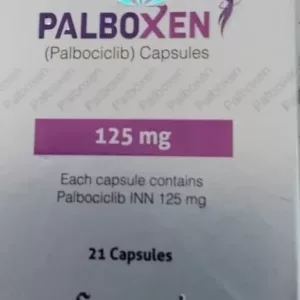 PALBOXEN
(Palbociclib) Capsules
125 mg
Each capsule contains
Palbociclib INN 125 mg
21 Capsules